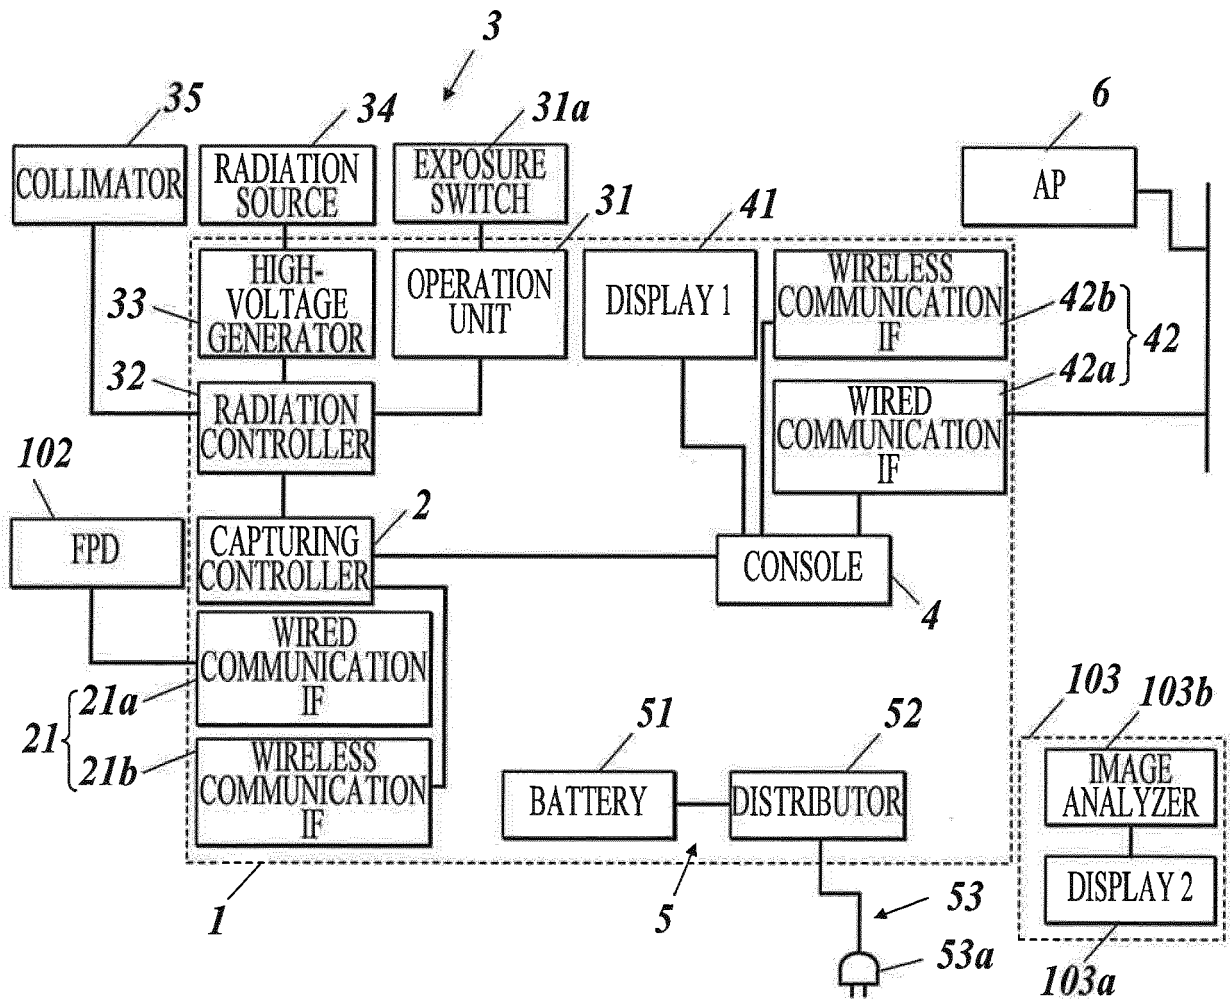 3
35
34
31a
6
COLLIMATOR
RADIATION
SOURCE
EXPOSURE
SWITCH
AP
31
41
HIGH-
VOLTAGE
GENERATOR
33
OPERATION
UNIT
DISPLAY 1
WIRELESS
COMMUNICATION
IF
42b
42
42a
32
RADIATION
CONTROLLER
WIRED
COMMUNICATION
IF
102
2
FPD
CAPTURING
CONTROLLER
CONSOLE
4
WIRED
COMMUNICATION
IF
21a
21
21b
WIRELESS
COMMUNICATION
IF
51
52
BATTERY
DISTRIBUTOR
103
103b
IMAGE
ANALYZER
DISPLAY 2
103a
1
5
53
53a